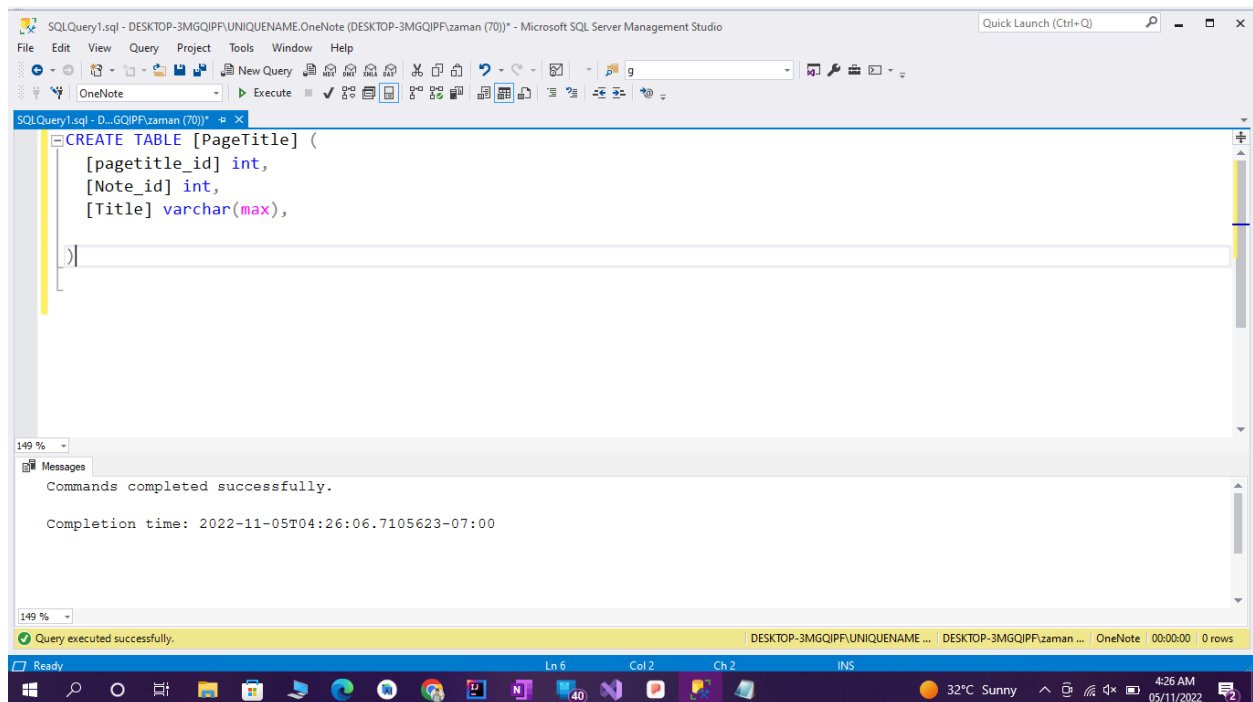 SQLQuery1.sql - DESKTOP-3MGQIPF\UNIQUENAME.OneNote (DESKTOP-3MGQIPF\zaman (70))* - Microsoft SQL Server Management Studio
Quick Launch (Ctrl+Q)
File Edit View Query Project Tools Window Help
New Query MDX DMX XMLA DAX g
OneNote Execute
SQLQuery1.sql - D...GQIPF\zaman (70))*
CREATE TABLE [PageTitle] (
[pagetitle_id] int,
[Note_id] int,
[Title] varchar(max),
)
149 %
Messages
Commands completed successfully.
Completion time: 2022-11-05T04:26:06.7105623-07:00
149 %
Query executed successfully.
DESKTOP-3MGQIPF\UNIQUENAME ... DESKTOP-3MGQIPF\zaman ... OneNote 00:00:00 0 rows
Ready Ln 6 Col 2 Ch 2 INS
40 32°C Sunny 4:26 AM
05/11/2022 2